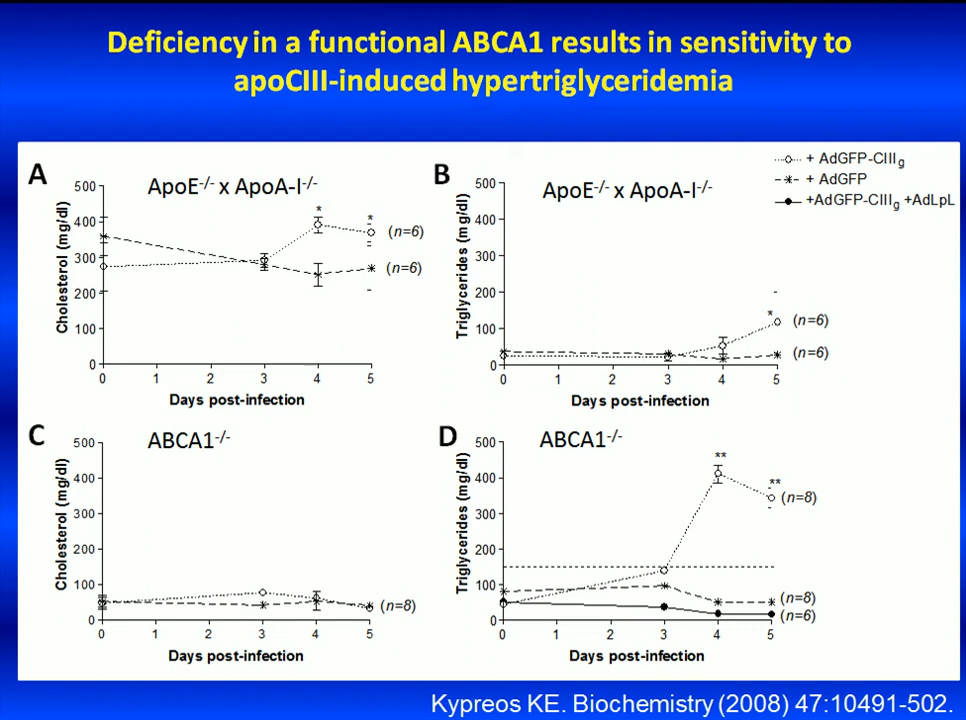 Deficiency in a functional ABCA1 results in sensitivity to
apoCIII-induced hypertriglyceridemia
A
ApoE-/- x ApoA-I-/-
Cholesterol (mg/dl)
500
400
300
200
100
0
0 1 2 3 4 5
Days post-infection
*
*
(n=6)
(n=6)
B
ApoE-/- x ApoA-I-/-
+ AdGFP-CIIIg
+ AdGFP
+AdGFP-CIIIg +AdLpL
Triglycerides (mg/dl)
500
400
300
200
100
0
0 1 2 3 4 5
Days post-infection
*
(n=6)
(n=6)
C
ABCA1-/-
Cholesterol (mg/dl)
500
400
300
200
100
0
0 1 2 3 4 5
Days post-infection
(n=8)
D
ABCA1-/-
Triglycerides (mg/dl)
500
400
300
200
100
0
0 1 2 3 4 5
Days post-infection
**
**
(n=8)
(n=8)
(n=6)
Kypreos KE. Biochemistry (2008) 47:10491-502.